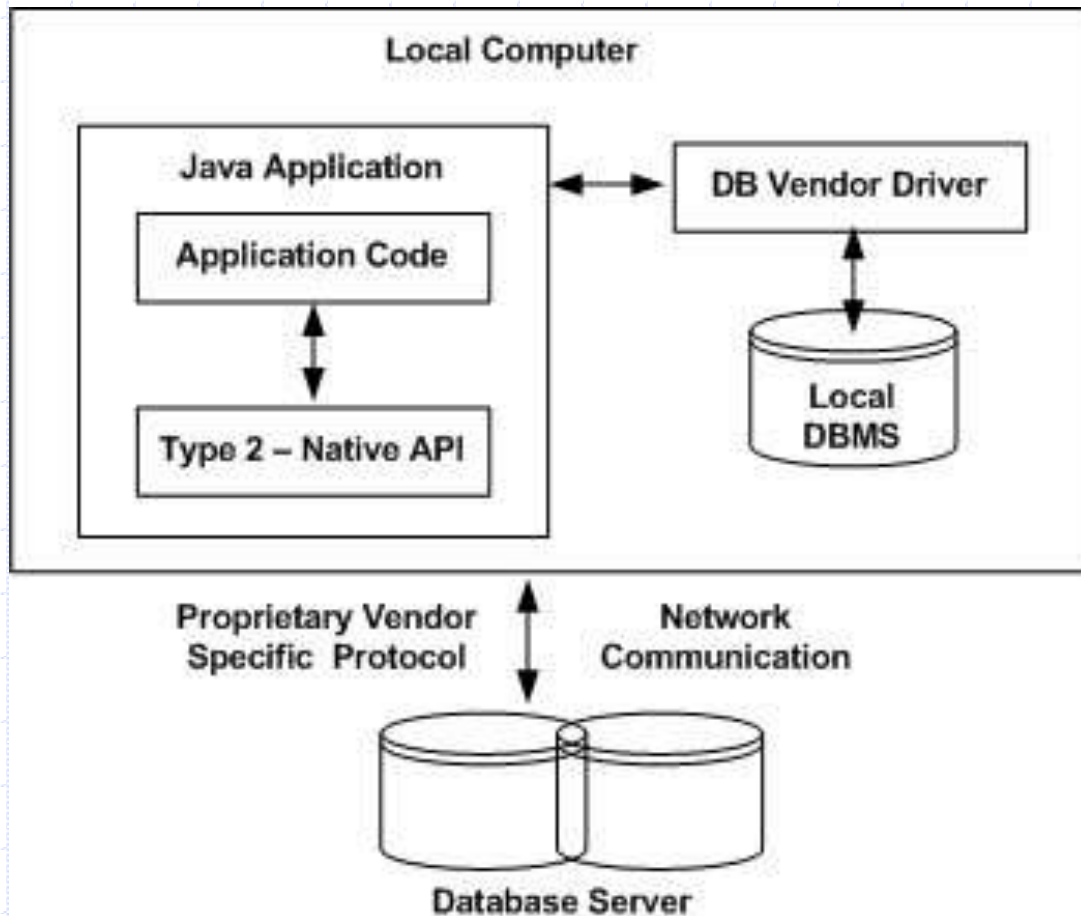 Local Computer
Java Application
Application Code
Type 2 – Native API
DB Vendor Driver
Local
DBMS
Proprietary Vendor
Specific Protocol
Network
Communication
Database Server